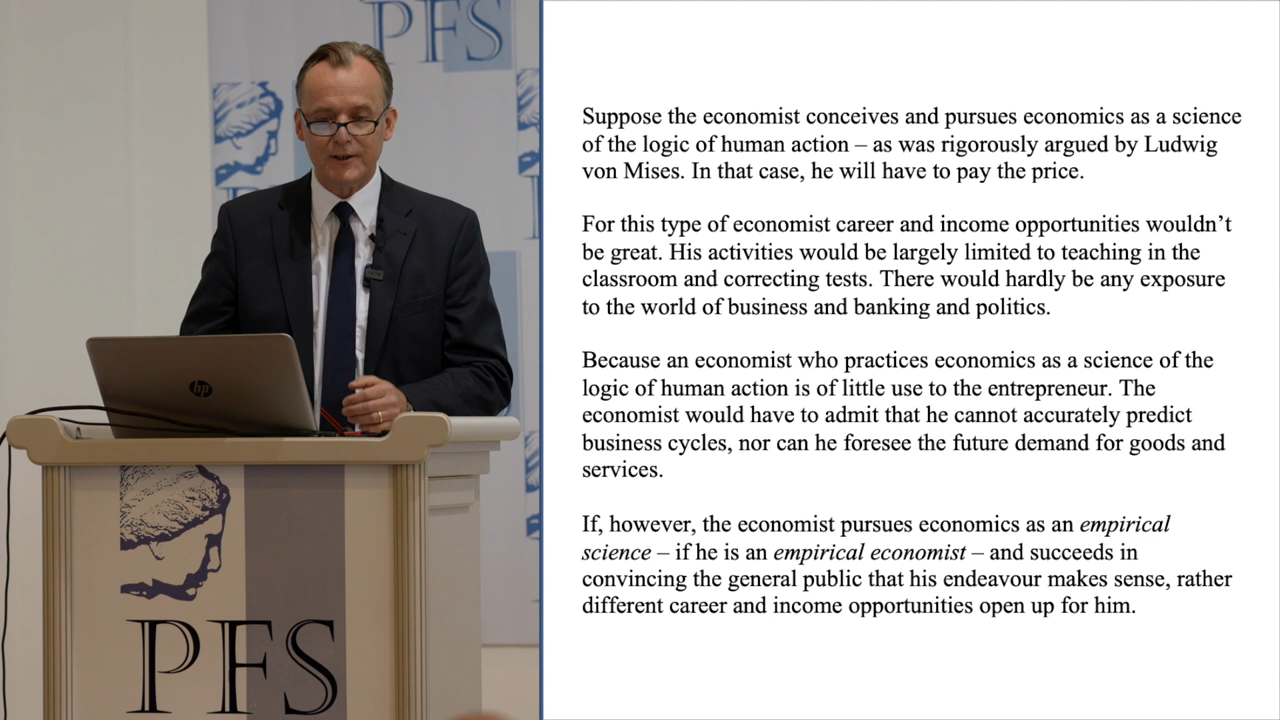 PFS
hp
PFS
Suppose the economist conceives and pursues economics as a science
of the logic of human action – as was rigorously argued by Ludwig
von Mises. In that case, he will have to pay the price.
For this type of economist career and income opportunities wouldn’t
be great. His activities would be largely limited to teaching in the
classroom and correcting tests. There would hardly be any exposure
to the world of business and banking and politics.
Because an economist who practices economics as a science of the
logic of human action is of little use to the entrepreneur. The
economist would have to admit that he cannot accurately predict
business cycles, nor can he foresee the future demand for goods and
services.
If, however, the economist pursues economics as an empirical
science – if he is an empirical economist – and succeeds in
convincing the general public that his endeavour makes sense, rather
different career and income opportunities open up for him.